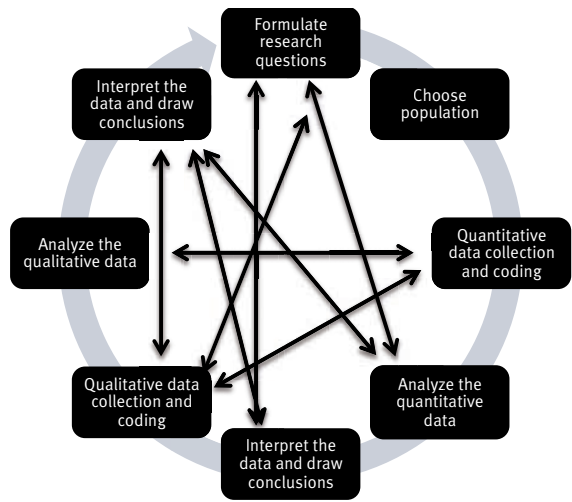 Formulate
research
questions
Choose
population
Quantitative
data collection
and coding
Analyze the
quantitative
data
Interpret the
data and draw
conclusions
Qualitative data
collection and
coding
Analyze the
qualitative data
Interpret the
data and draw
conclusions